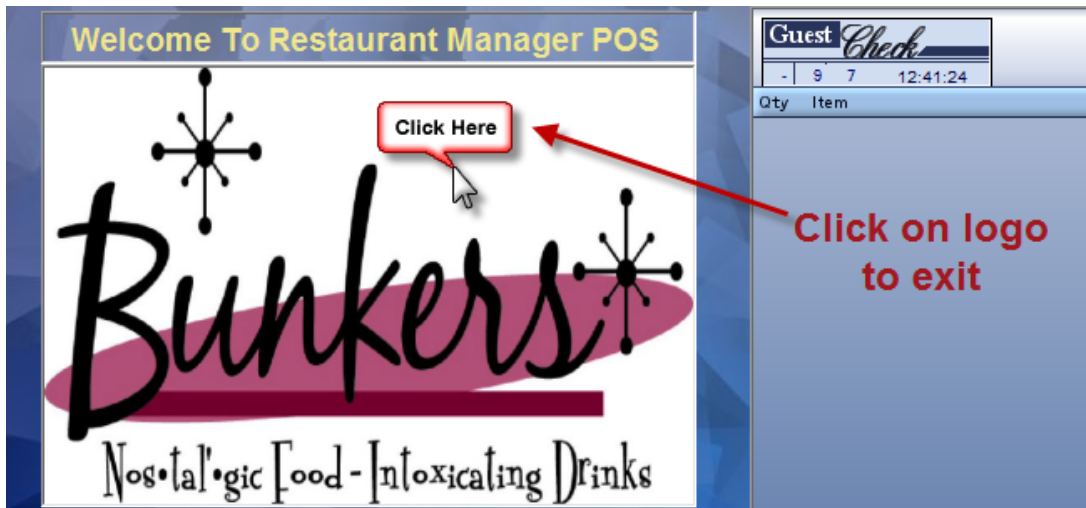 Welcome To Restaurant Manager POS
Click Here
Bunkers
Nos•tal'•gic Food - Intoxicating Drinks
Guest Check
- 9 7 12:41:24
Qty Item
Click on logo
to exit